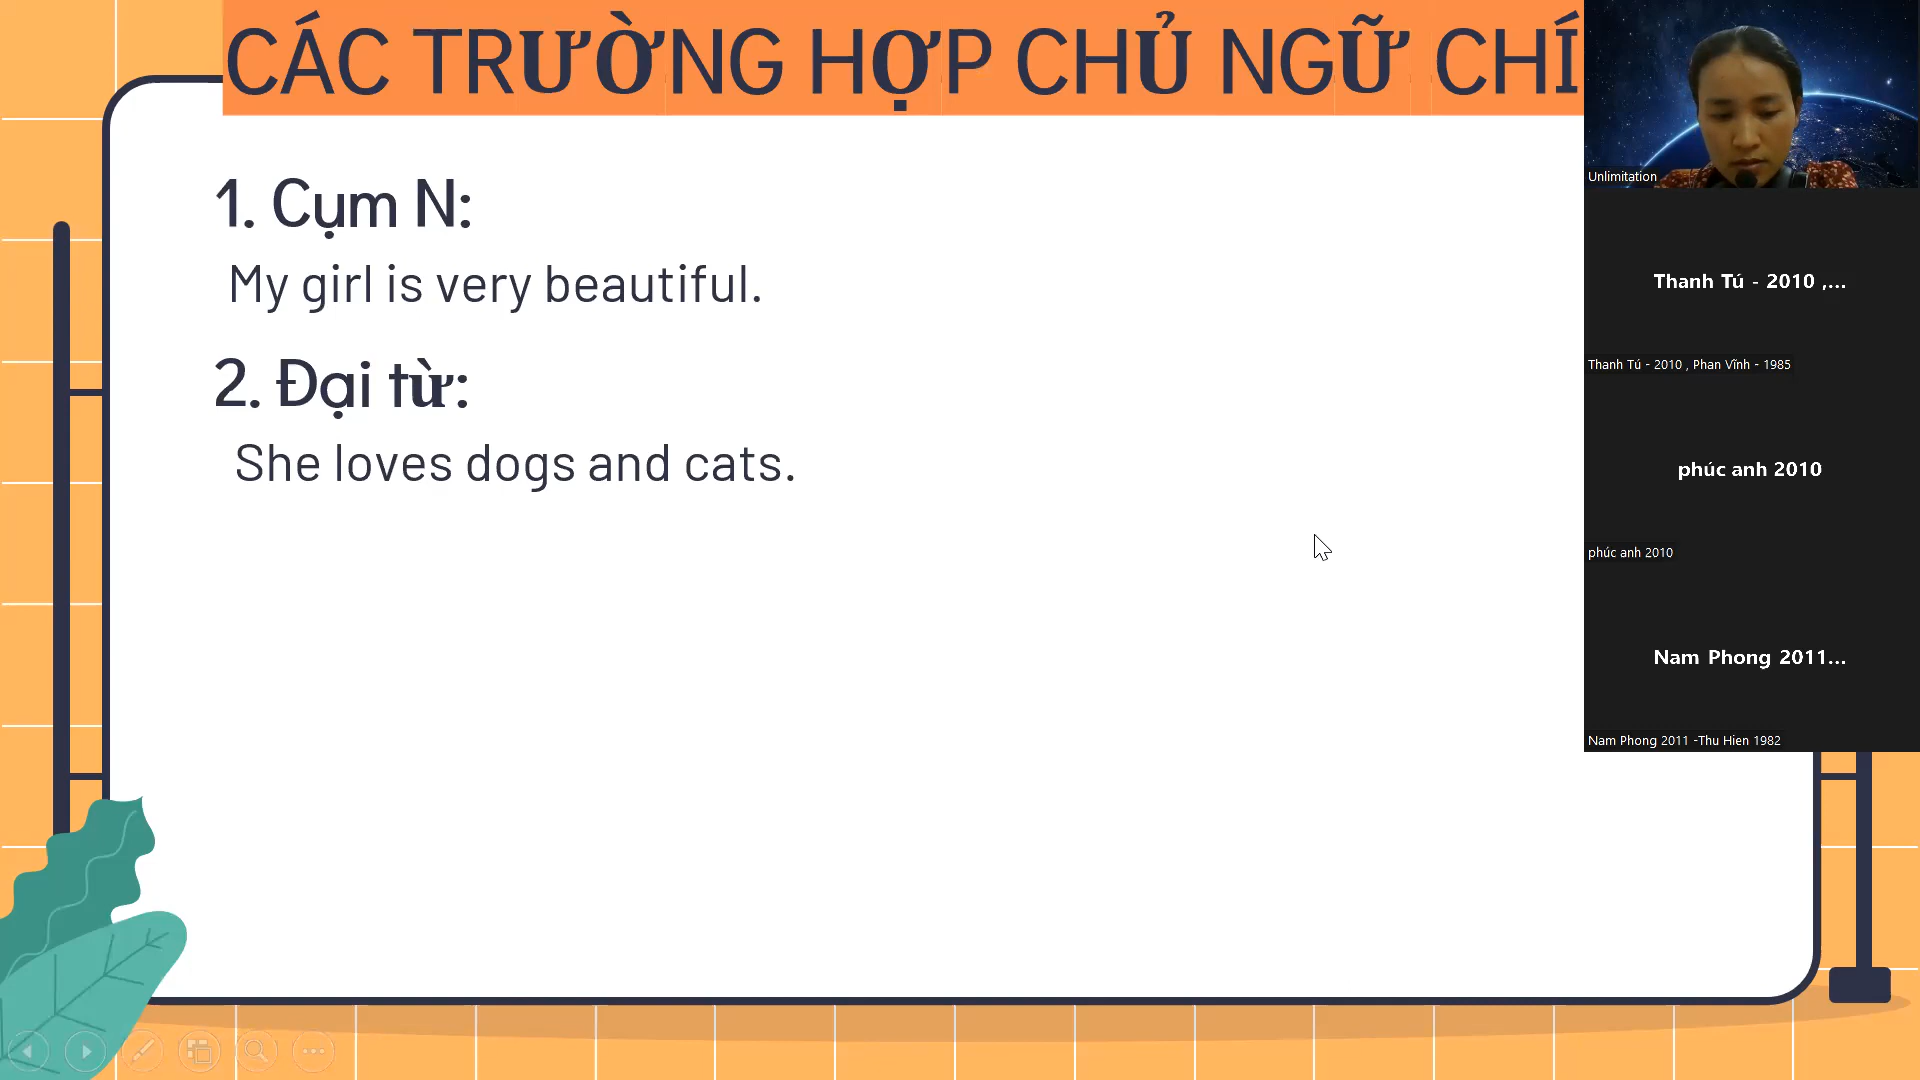 CÁC TRƯỜNG HỢP CHỦ NGỮ CHÍ
1. Cụm N:
My girl is very beautiful.
2. Đại từ:
She loves dogs and cats.
Unlimitation
Thanh Tú - 2010 ,...
Thanh Tú - 2010 , Phan Vĩnh - 1985
phúc anh 2010
phúc anh 2010
Nam Phong 2011...
Nam Phong 2011 -Thu Hien 1982